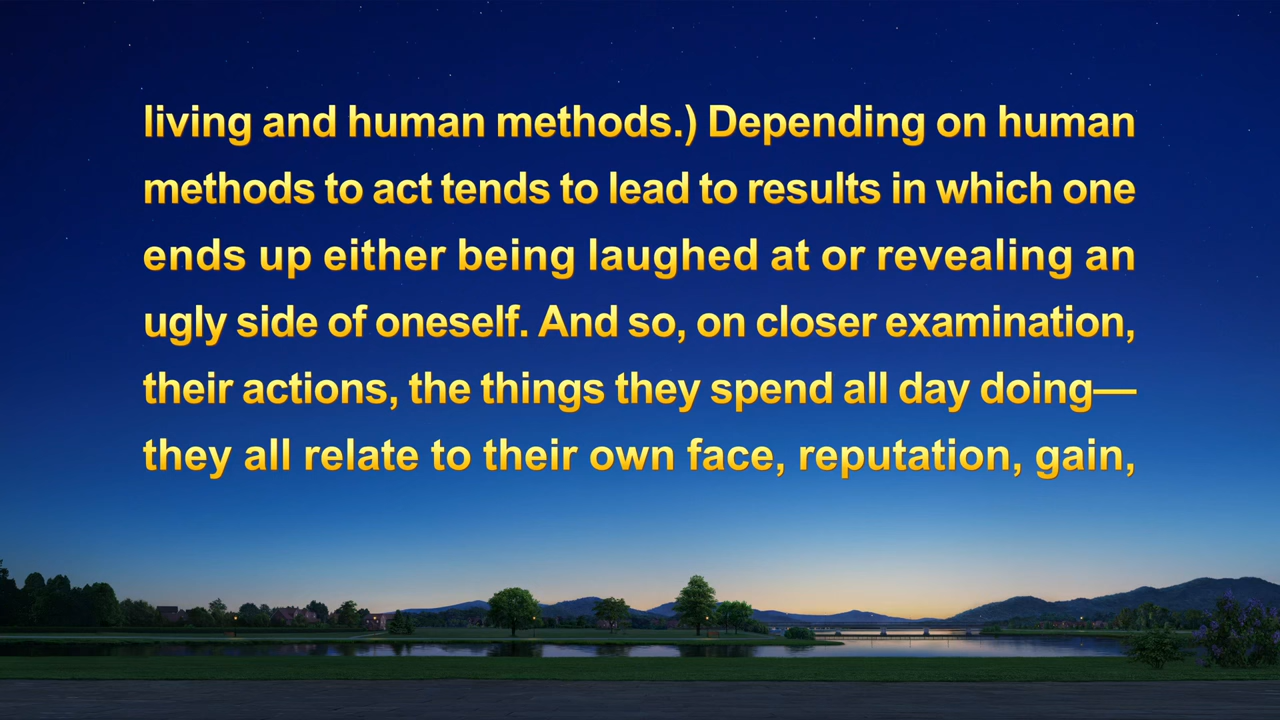 living and human methods.) Depending on human
methods to act tends to lead to results in which one
ends up either being laughed at or revealing an
ugly side of oneself. And so, on closer examination,
their actions, the things they spend all day doing—
they all relate to their own face, reputation, gain,